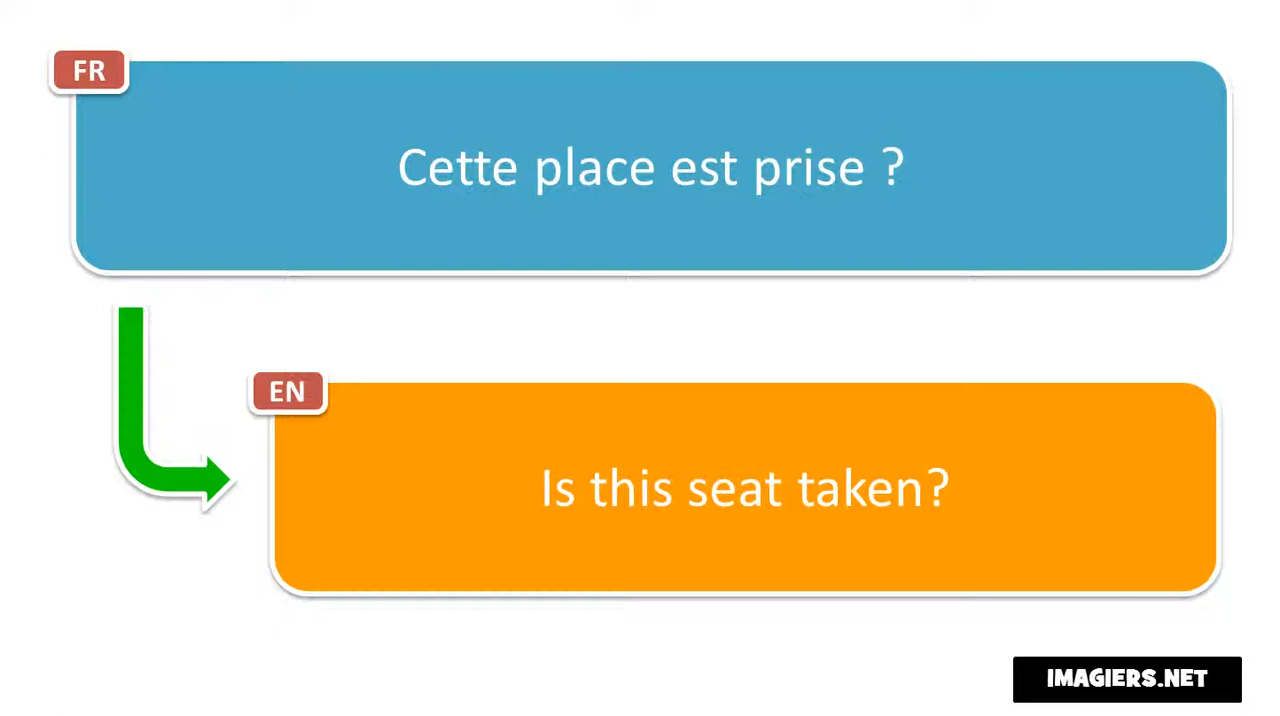 FR
Cette place est prise ?
EN
Is this seat taken?
IMAGIERS.NET